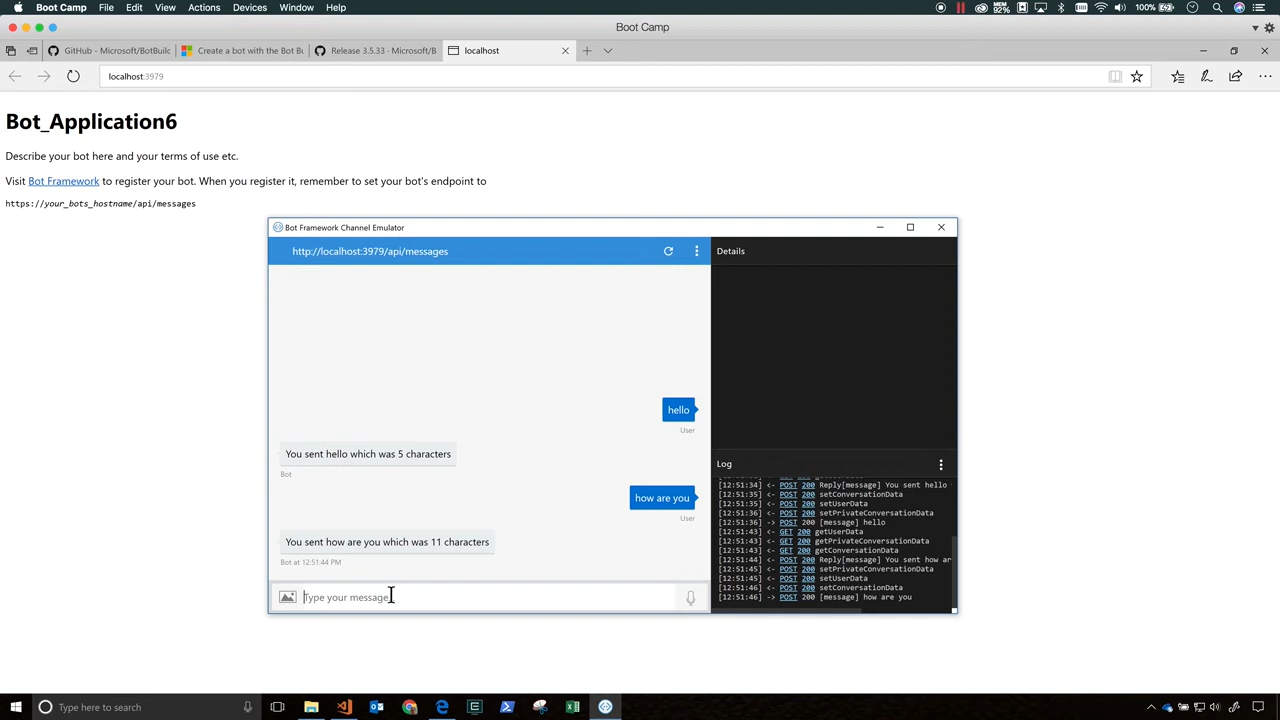 Boot Camp File Edit View Actions Devices Window Help 100%
Boot Camp
GitHub - Microsoft/BotBuilc Create a bot with the Bot Bu Release 3.5.33 · Microsoft/B localhost
localhost:3979
Bot_Application6
Describe your bot here and your terms of use etc.
Visit Bot Framework to register your bot. When you register it, remember to set your bot's endpoint to
https://your_bots_hostname/api/messages
Bot Framework Channel Emulator
http://localhost:3979/api/messages
Details
hello
User
You sent hello which was 5 characters
Bot
how are you
User
You sent how are you which was 11 characters
Bot at 12:51:44 PM
Type your message
Log
[12:51:34] <- POST 200 Reply[message] You sent hello
[12:51:35] <- POST 200 setConversationData
[12:51:35] <- POST 200 setUserData
[12:51:36] <- POST 200 setPrivateConversationData
[12:51:36] -> POST 200 [message] hello
[12:51:43] <- GET 200 getUserData
[12:51:43] <- GET 200 getPrivateConversationData
[12:51:43] <- GET 200 getConversationData
[12:51:44] <- POST 200 Reply[message] You sent how ar
[12:51:45] <- POST 200 setPrivateConversationData
[12:51:45] <- POST 200 setUserData
[12:51:46] <- POST 200 setConversationData
[12:51:46] -> POST 200 [message] how are you
Type here to search